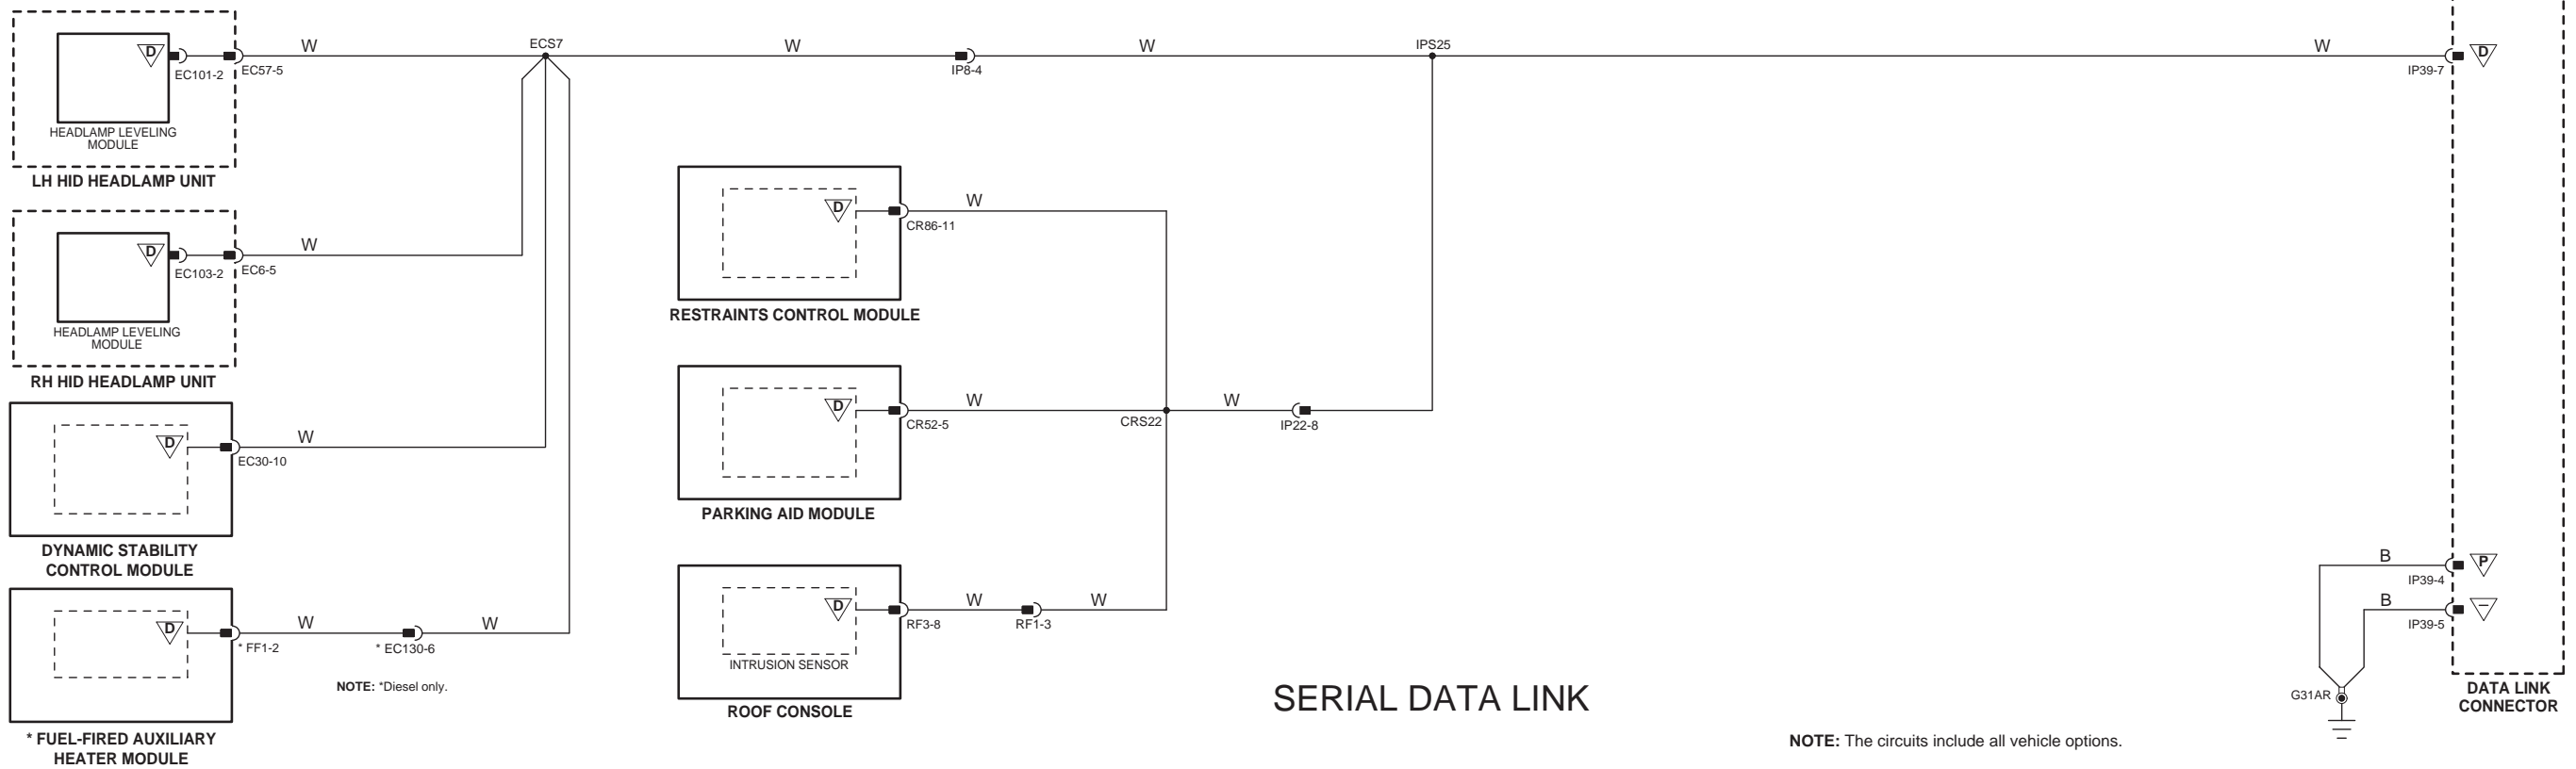 W
ECS7
W
W
IPS25
W
D
D
EC101-2
EC57-5
IP8-4
IP39-7
HEADLAMP LEVELING
MODULE
LH HID HEADLAMP UNIT
W
D
EC103-2
EC6-5
HEADLAMP LEVELING
MODULE
RH HID HEADLAMP UNIT
W
D
EC30-10
DYNAMIC STABILITY
CONTROL MODULE
W
W
D
* FF1-2
* EC130-6
NOTE: *Diesel only.
* FUEL-FIRED AUXILIARY
HEATER MODULE
W
D
CR86-11
RESTRAINTS CONTROL MODULE
W
W
D
CR52-5
CRS22
IP22-8
PARKING AID MODULE
W
W
D
RF3-8
RF1-3
INTRUSION SENSOR
ROOF CONSOLE
SERIAL DATA LINK
B
P
IP39-4
B
–
IP39-5
G31AR
DATA LINK
CONNECTOR
NOTE: The circuits include all vehicle options.